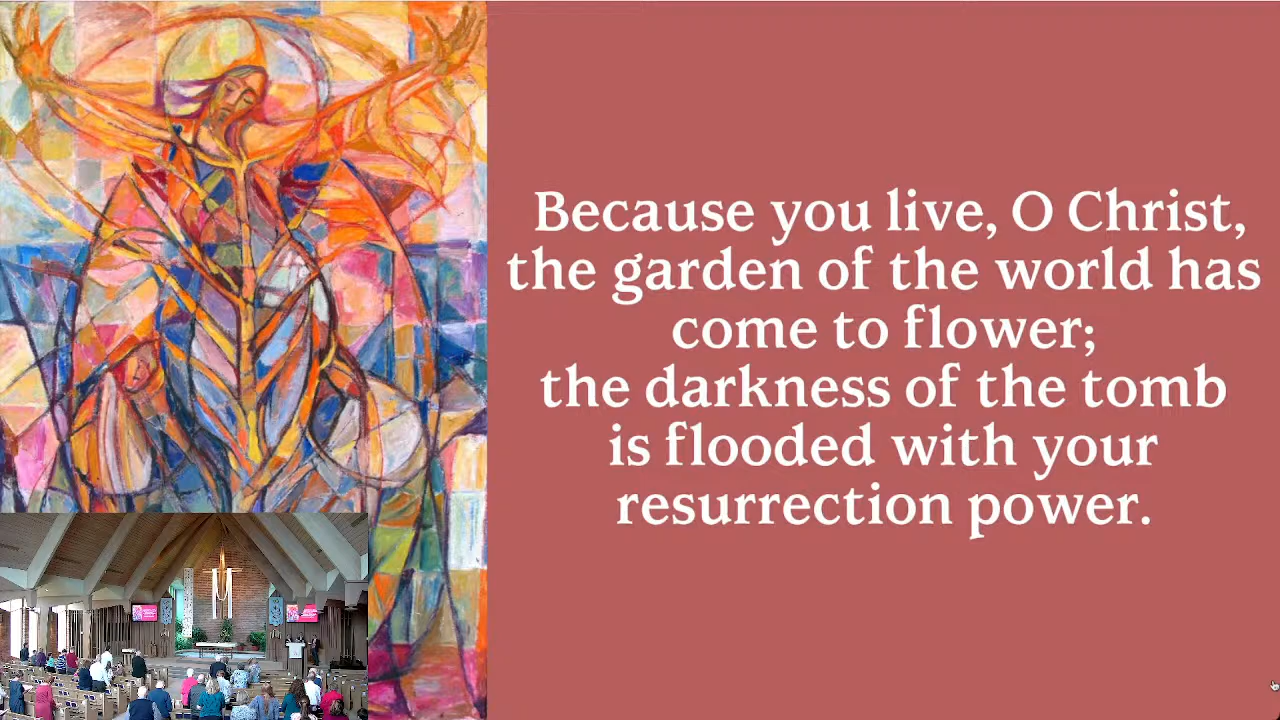 Because you live, O Christ,
the garden of the world has
come to flower;
the darkness of the tomb
is flooded with your
resurrection power.